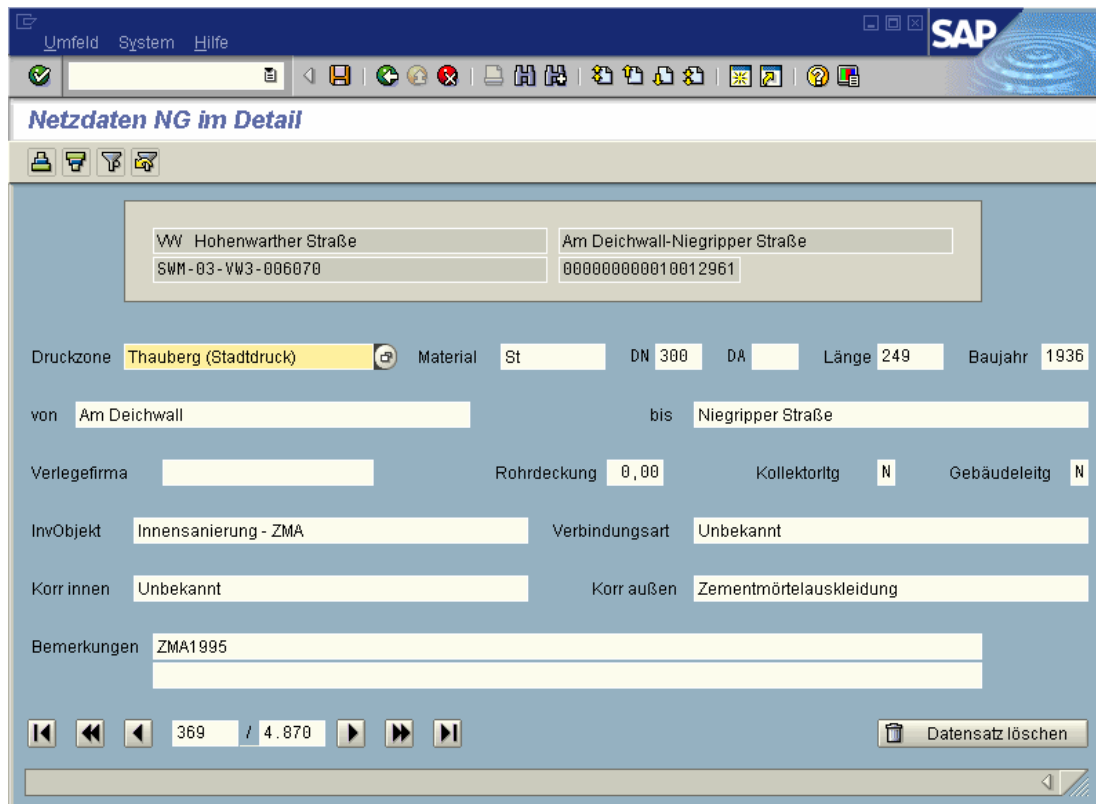 Umfeld System Hilfe
SAP
Netzdaten NG im Detail
VW Hohenwarther Straße Am Deichwall-Niegripper Straße
SWM-03-VW3-006070 000000000010012961
Druckzone Thauberg (Stadtdruck) Material St DN 300 DA Länge 249 Baujahr 1936
von Am Deichwall bis Niegripper Straße
Verlegefirma Rohrdeckung 0,00 Kollektorltg N Gebäudeleitg N
InvObjekt Innensanierung - ZMA Verbindungsart Unbekannt
Korr innen Unbekannt Korr außen Zementmörtelauskleidung
Bemerkungen ZMA1995
369 / 4.870 Datensatz löschen